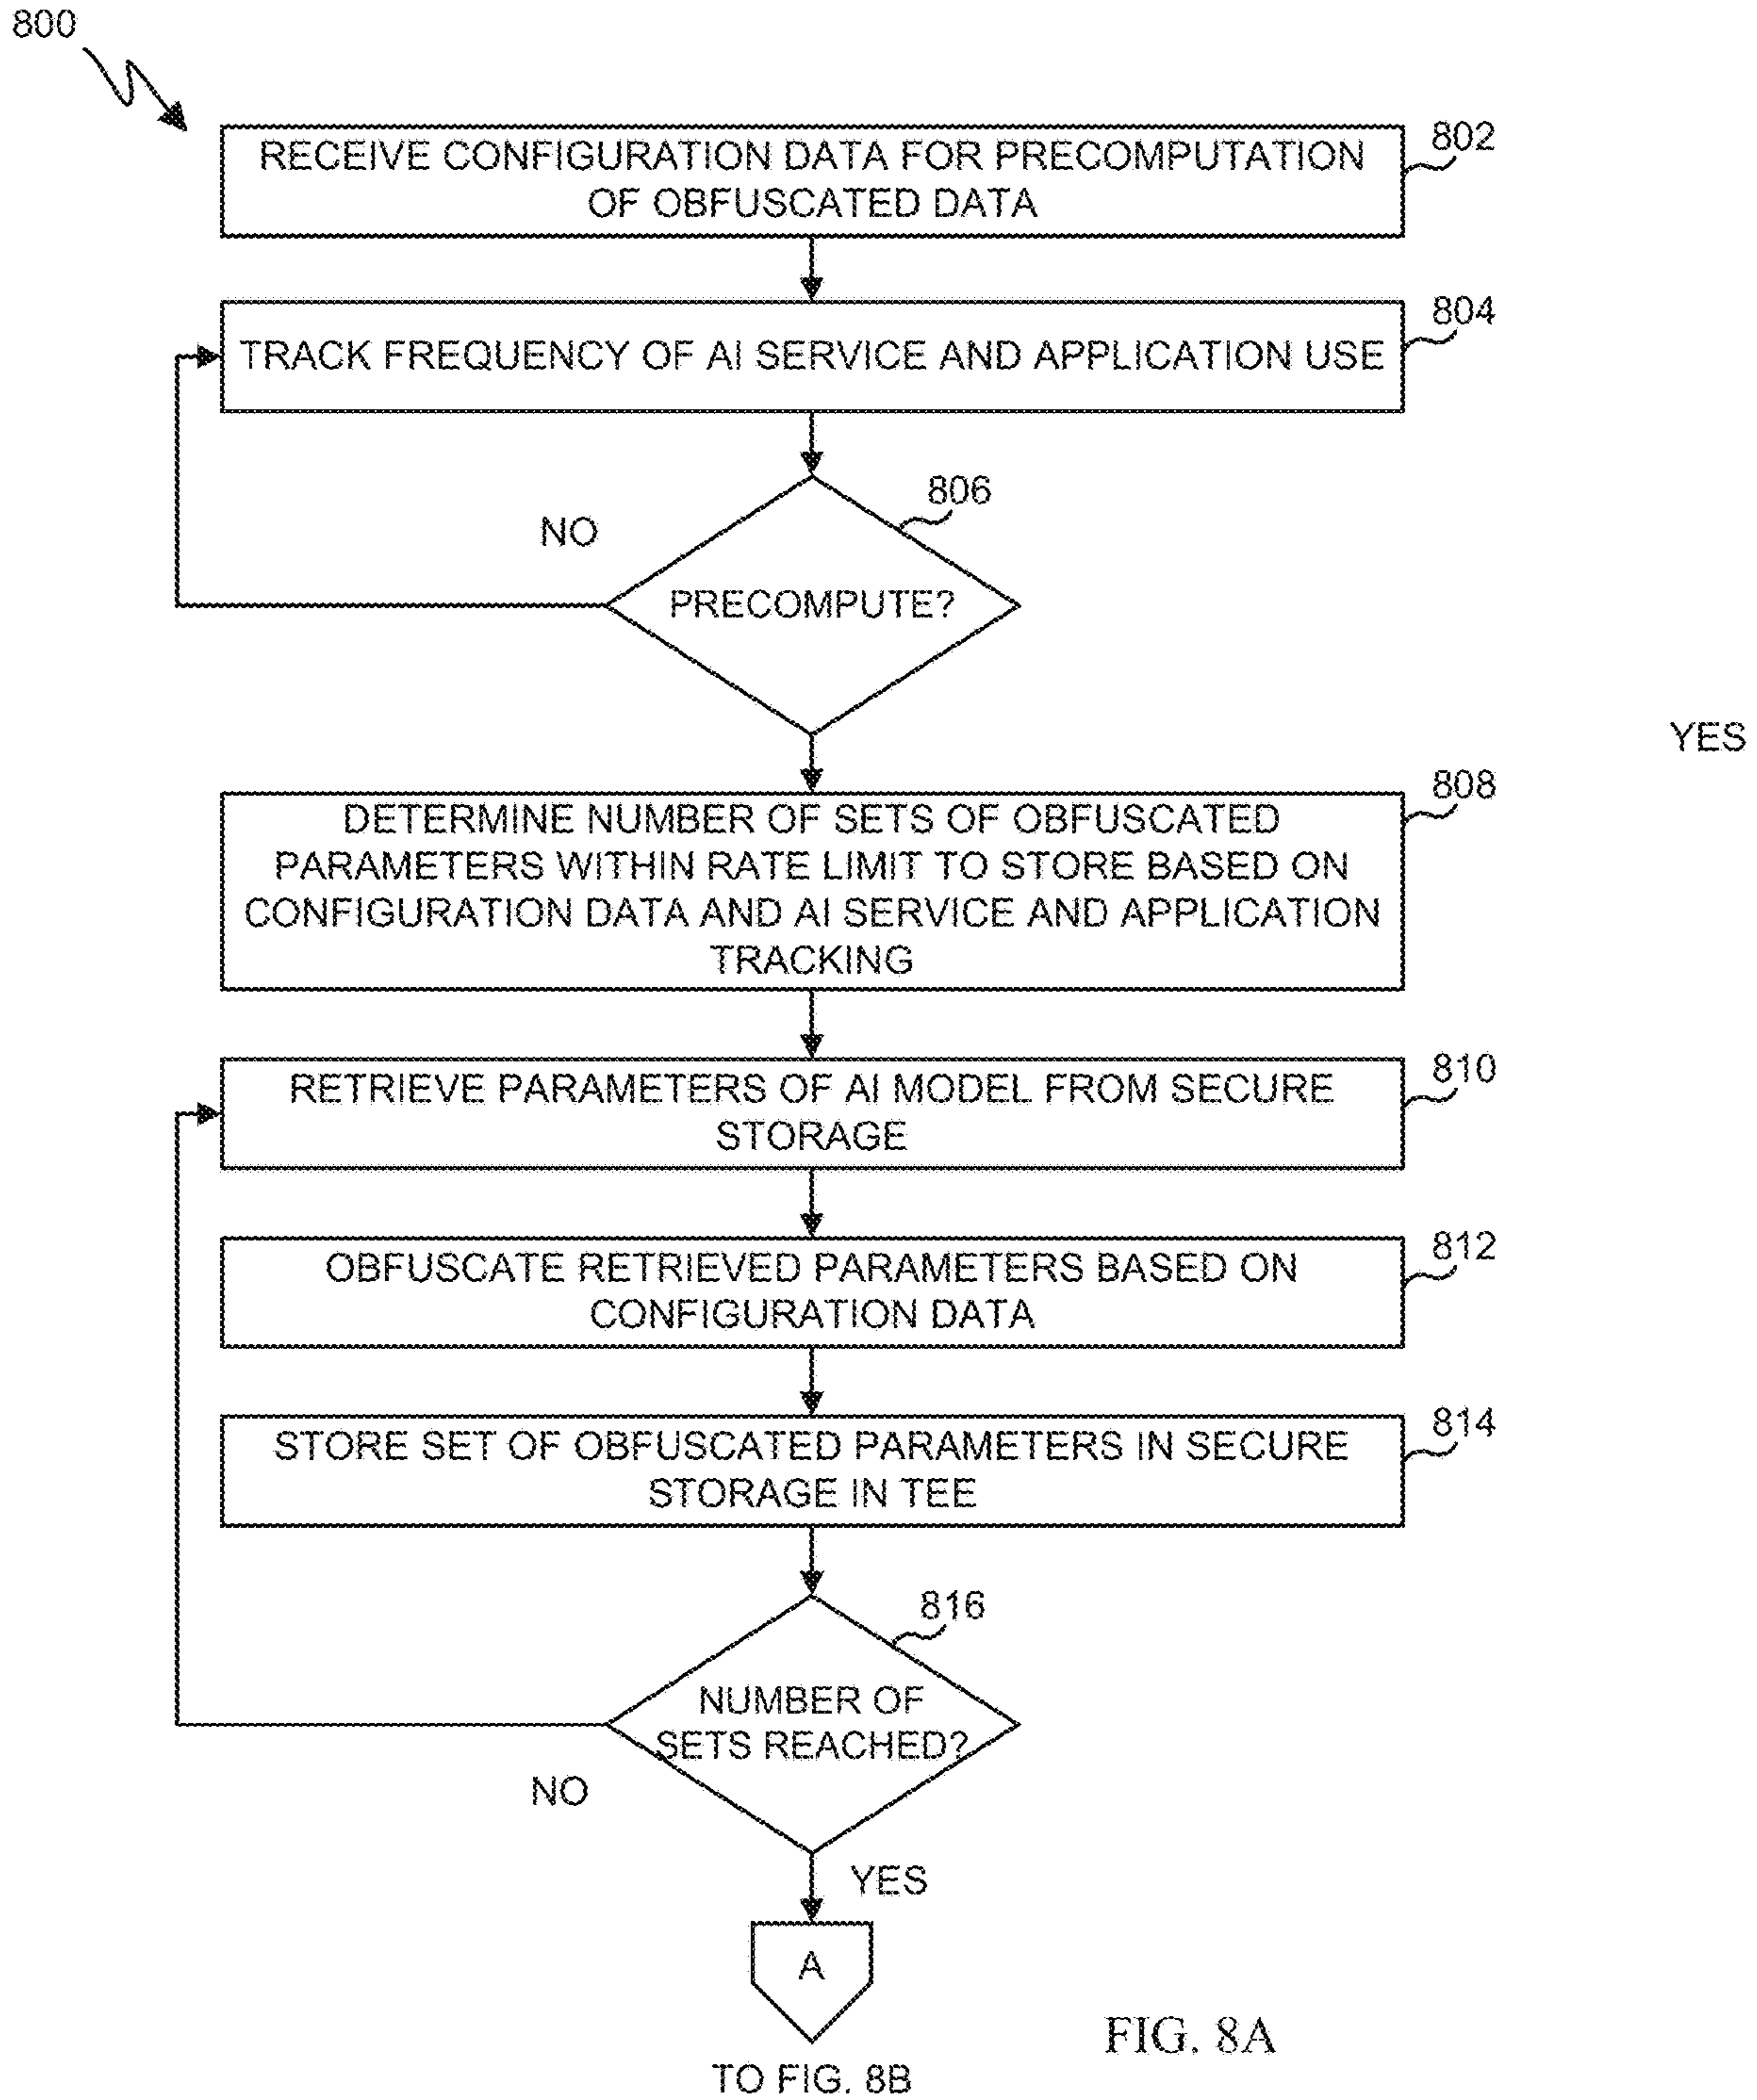 800
RECEIVE CONFIGURATION DATA FOR PRECOMPUTATION
OF OBFUSCATED DATA
802
TRACK FREQUENCY OF AI SERVICE AND APPLICATION USE
804
806
NO
PRECOMPUTE?
YES
808
DETERMINE NUMBER OF SETS OF OBFUSCATED
PARAMETERS WITHIN RATE LIMIT TO STORE BASED ON
CONFIGURATION DATA AND AI SERVICE AND APPLICATION
TRACKING
810
RETRIEVE PARAMETERS OF AI MODEL FROM SECURE
STORAGE
812
OBFUSCATE RETRIEVED PARAMETERS BASED ON
CONFIGURATION DATA
814
STORE SET OF OBFUSCATED PARAMETERS IN SECURE
STORAGE IN TEE
816
NUMBER OF
SETS REACHED?
NO
YES
A
FIG. 8A
TO FIG. 8B